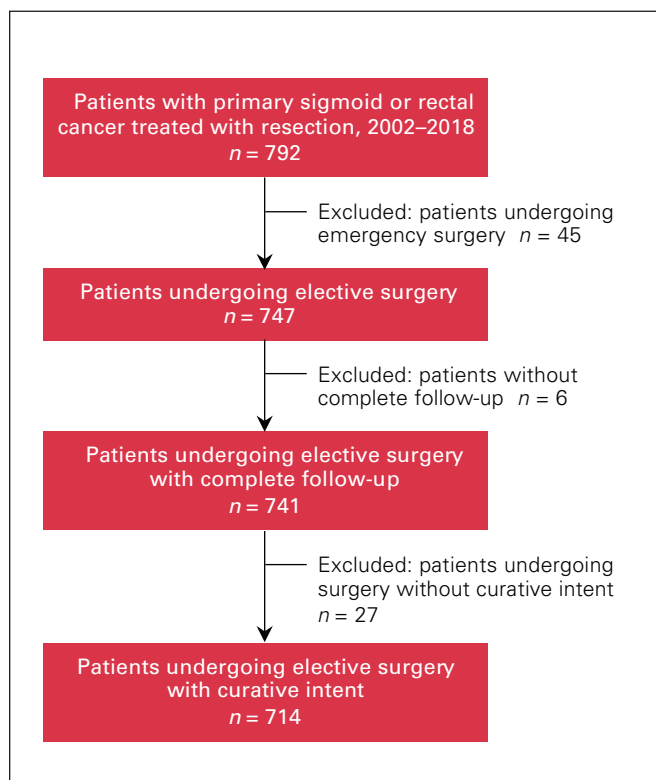 Patients with primary sigmoid or rectal
cancer treated with resection, 2002–2018
n = 792
Excluded: patients undergoing
emergency surgery n = 45
Patients undergoing elective surgery
n = 747
Excluded: patients without
complete follow-up n = 6
Patients undergoing elective surgery
with complete follow-up
n = 741
Excluded: patients undergoing
surgery without curative intent
n = 27
Patients undergoing elective surgery
with curative intent
n = 714